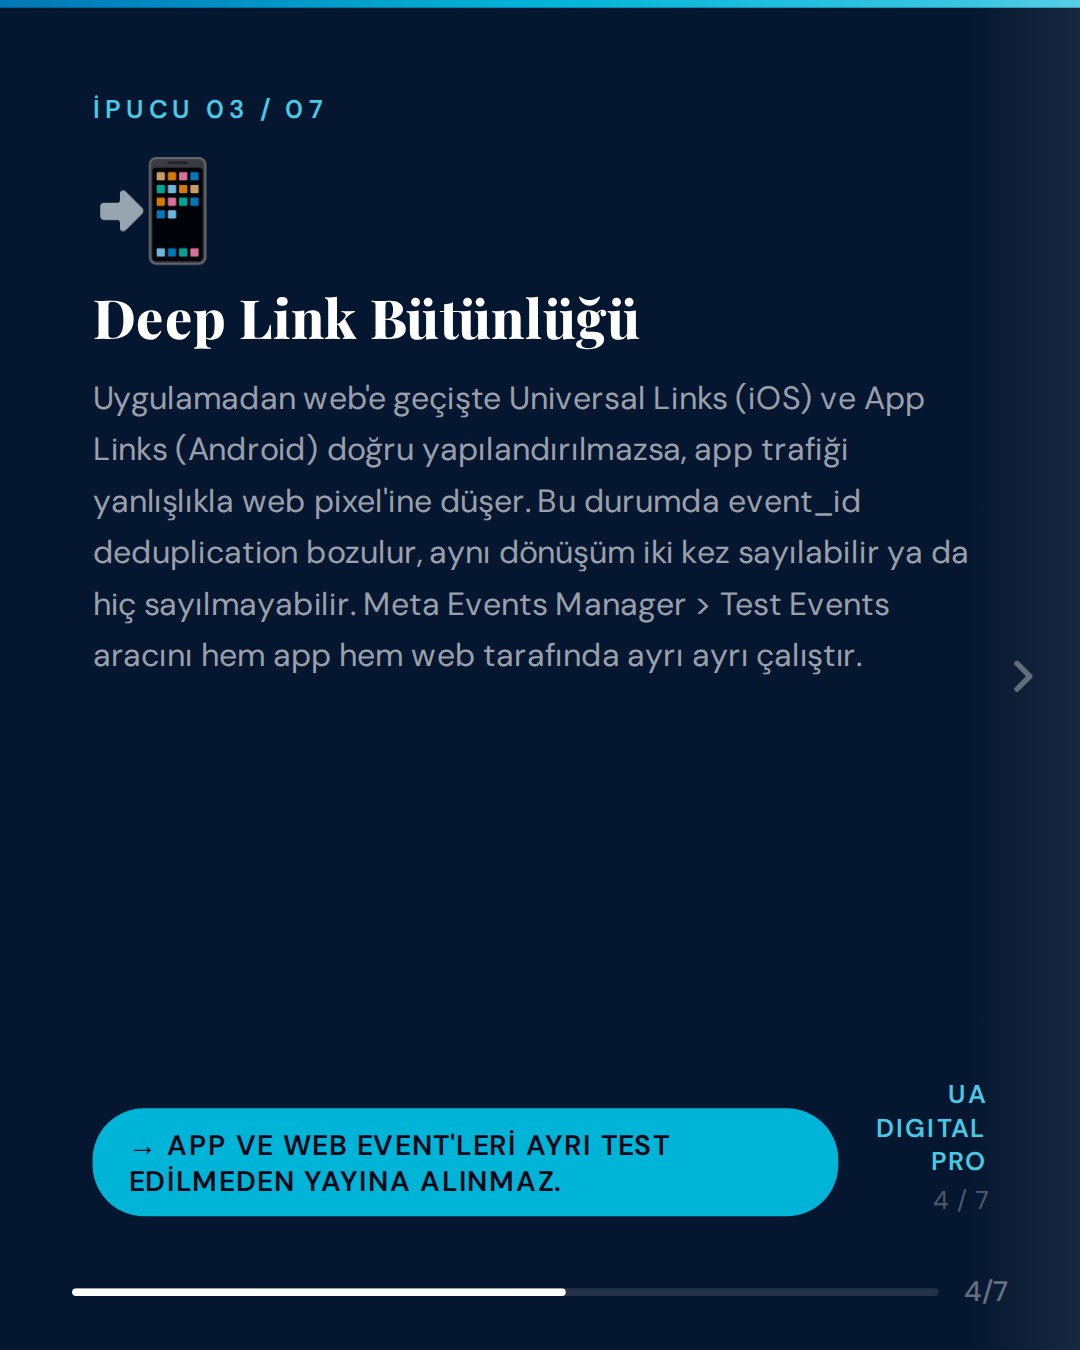 İPUCU 03 / 07
Deep Link Bütünlüğü
Uygulamadan web'e geçişte Universal Links (iOS) ve App
Links (Android) doğru yapılandırılmazsa, app trafiği
yanlışlıkla web pixel'ine düşer. Bu durumda event_id
deduplication bozulur, aynı dönüşüm iki kez sayılabilir ya da
hiç sayılmayabilir. Meta Events Manager > Test Events
aracını hem app hem web tarafında ayrı ayrı çalıştır.
→ APP VE WEB EVENT'LERİ AYRI TEST
EDİLMEDEN YAYINA ALINMAZ.
UA
DIGITAL
PRO
4 / 7
4/7